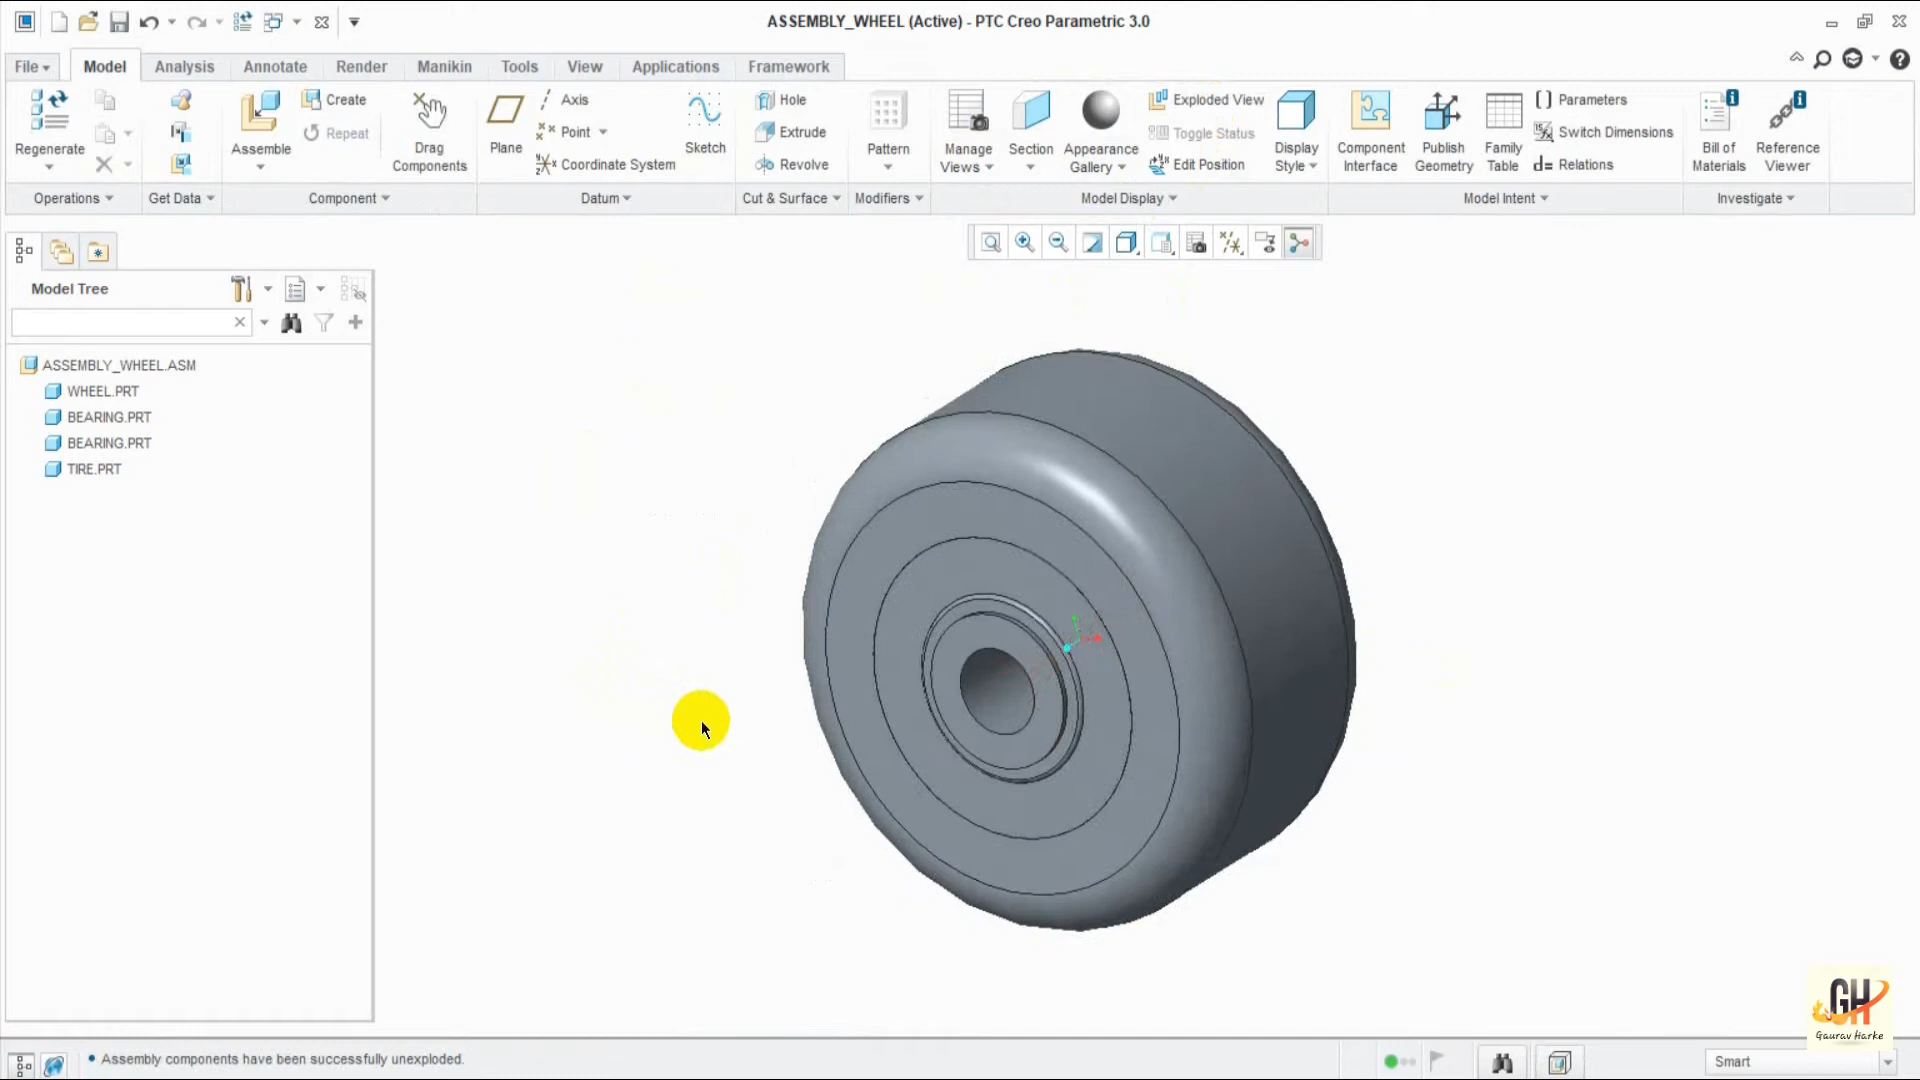 ASSEMBLY_WHEEL (Active) - PTC Creo Parametric 3.0
File Model Analysis Annotate Render Manikin Tools View Applications Framework
Regenerate
Operations
Get Data
Assemble
Create
Repeat
Drag
Components
Component
Plane
Axis
Point
Coordinate System
Sketch
Datum
Hole
Extrude
Revolve
Cut & Surface
Pattern
Modifiers
Manage
Views
Section
Appearance
Gallery
Exploded View
Toggle Status
Edit Position
Display
Style
Model Display
Component
Interface
Publish
Geometry
Family
Table
Parameters
Switch Dimensions
d= Relations
Model Intent
Bill of
Materials
Reference
Viewer
Investigate
Model Tree
ASSEMBLY_WHEEL.ASM
WHEEL.PRT
BEARING.PRT
BEARING.PRT
TIRE.PRT
GH
Gaurav Harke
Assembly components have been successfully unexploded.
Smart